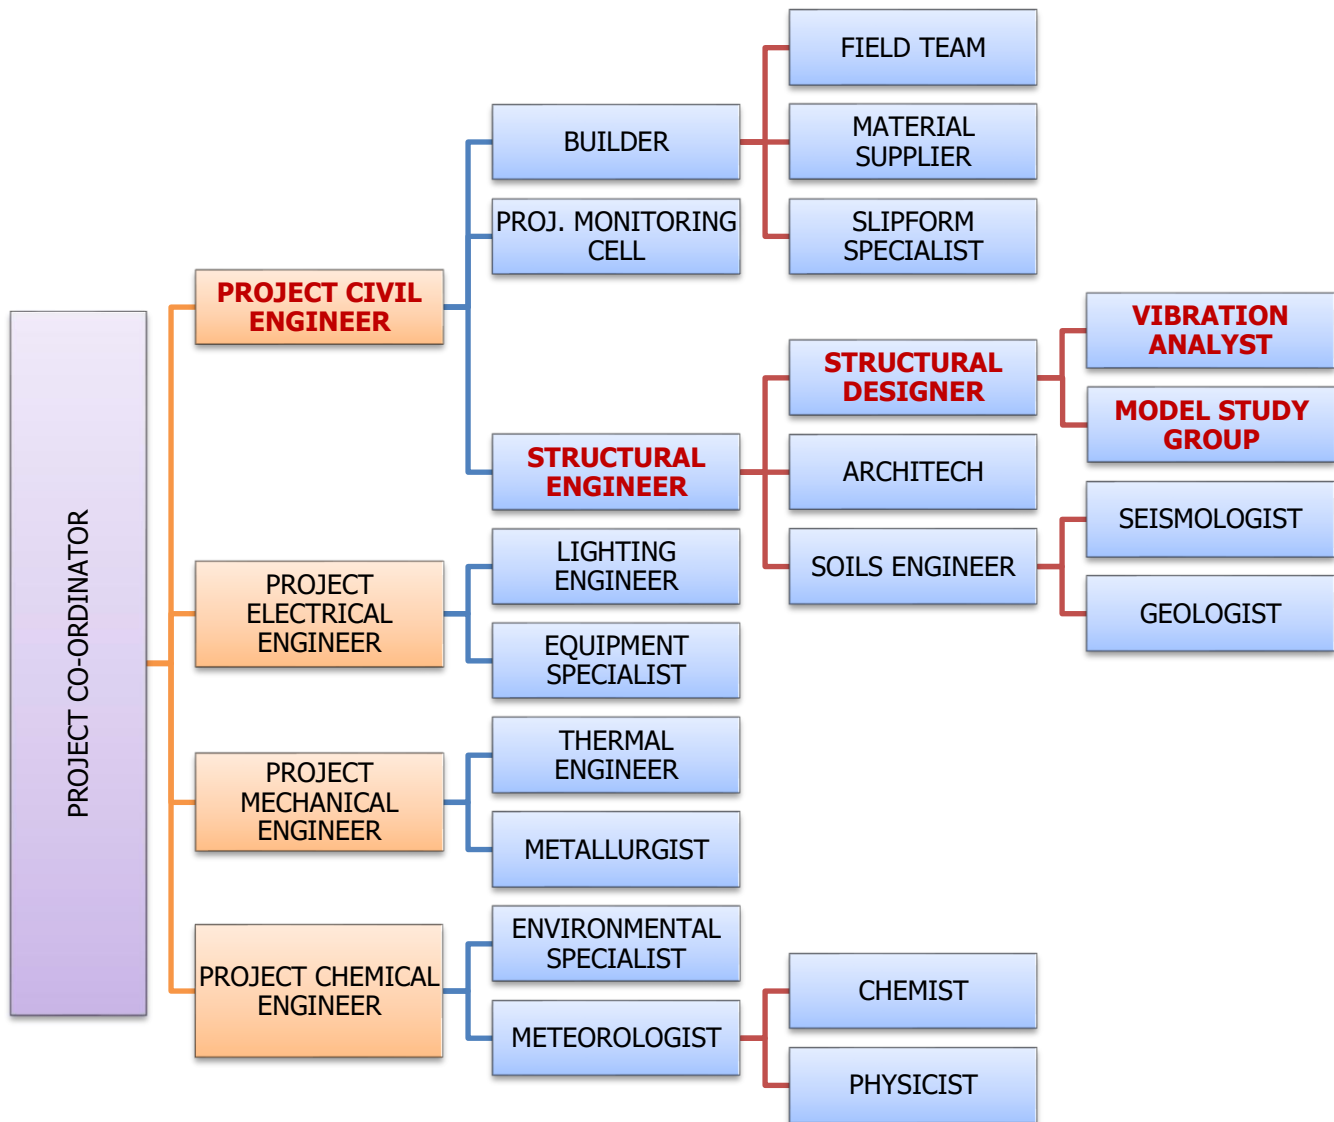 PROJECT CO-ORDINATOR
PROJECT CIVIL
ENGINEER
BUILDER
FIELD TEAM
MATERIAL
SUPPLIER
SLIPFORM
SPECIALIST
PROJ. MONITORING
CELL
STRUCTURAL
ENGINEER
STRUCTURAL
DESIGNER
VIBRATION
ANALYST
MODEL STUDY
GROUP
ARCHITECH
SOILS ENGINEER
SEISMOLOGIST
GEOLOGIST
PROJECT
ELECTRICAL
ENGINEER
LIGHTING
ENGINEER
EQUIPMENT
SPECIALIST
PROJECT
MECHANICAL
ENGINEER
THERMAL
ENGINEER
METALLURGIST
PROJECT CHEMICAL
ENGINEER
ENVIRONMENTAL
SPECIALIST
METEOROLOGIST
CHEMIST
PHYSICIST